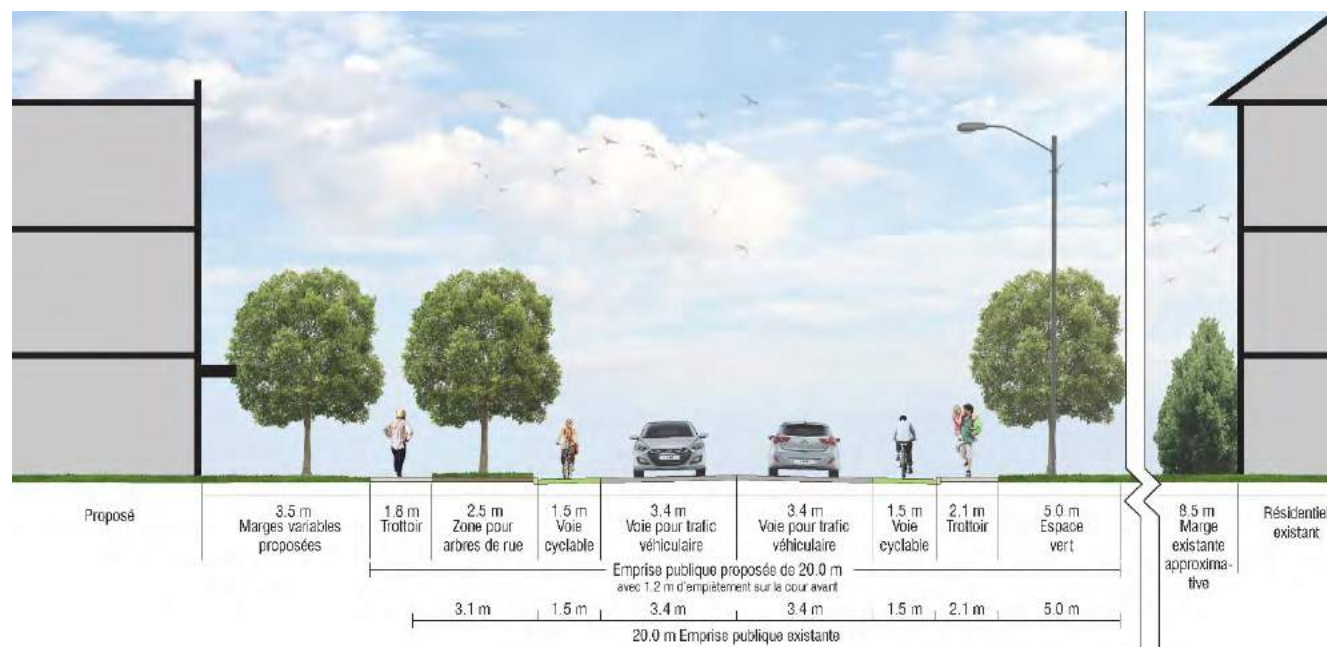 Proposé
3.5 m
Marges variables
proposées
1.8 m
Trottoir
2.5 m
Zone pour
arbres de rue
1.5 m
Voie
cyclable
3.4 m
Voie pour trafic
véhiculaire
3.4 m
Voie pour trafic
véhiculaire
1.5 m
Voie
cyclable
2.1 m
Trottoir
5.0 m
Espace
vert
8.5 m
Marge
existante
approxima-
tive
Résidentiel
existant
Emprise publique proposée de 20.0 m
avec 1.2 m d'empiètement sur la cour avant
3.1 m
1.5 m
3.4 m
3.4 m
1.5 m
2.1 m
5.0 m
20.0 m Emprise publique existante